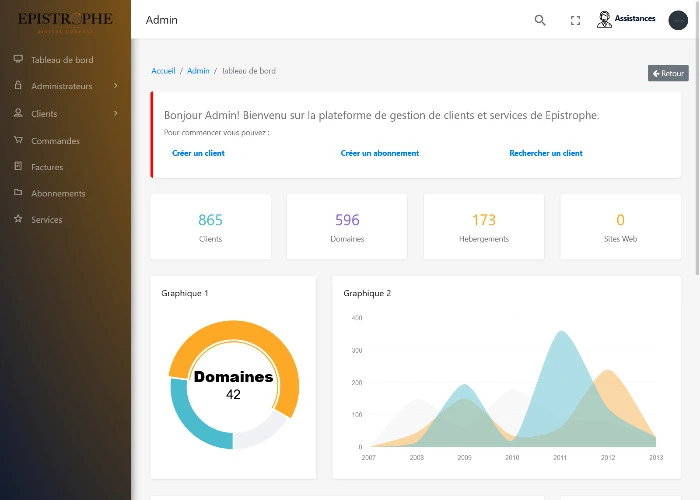 EPISTROPHE
Admin
Assistances
Tableau de bord
Administrateurs
Clients
Commandes
Factures
Abonnements
Services
Accueil / Admin / Tableau de bord
Retour
Bonjour Admin! Bienvenu sur la plateforme de gestion de clients et services de Epistrophe.
Pour commencer vous pouvez :
Créer un client
Créer un abonnement
Rechercher un client
865
Clients
596
Domaines
173
Hebergements
0
Sites Web
Graphique 1
Domaines
42
Graphique 2
400
300
200
100
0
2007 2008 2009 2010 2011 2012 2013